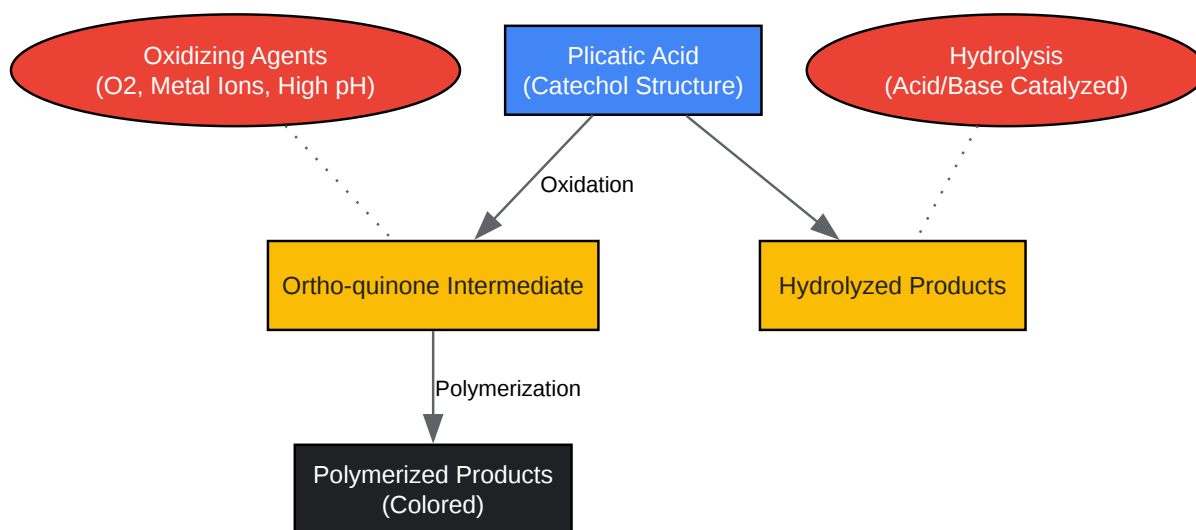 Oxidizing Agents
(O2, Metal Ions, High pH)
Plicatic Acid
(Catechol Structure)
Hydrolysis
(Acid/Base Catalyzed)
Oxidation
Ortho-quinone Intermediate
Hydrolyzed Products
Polymerization
Polymerized Products
(Colored)